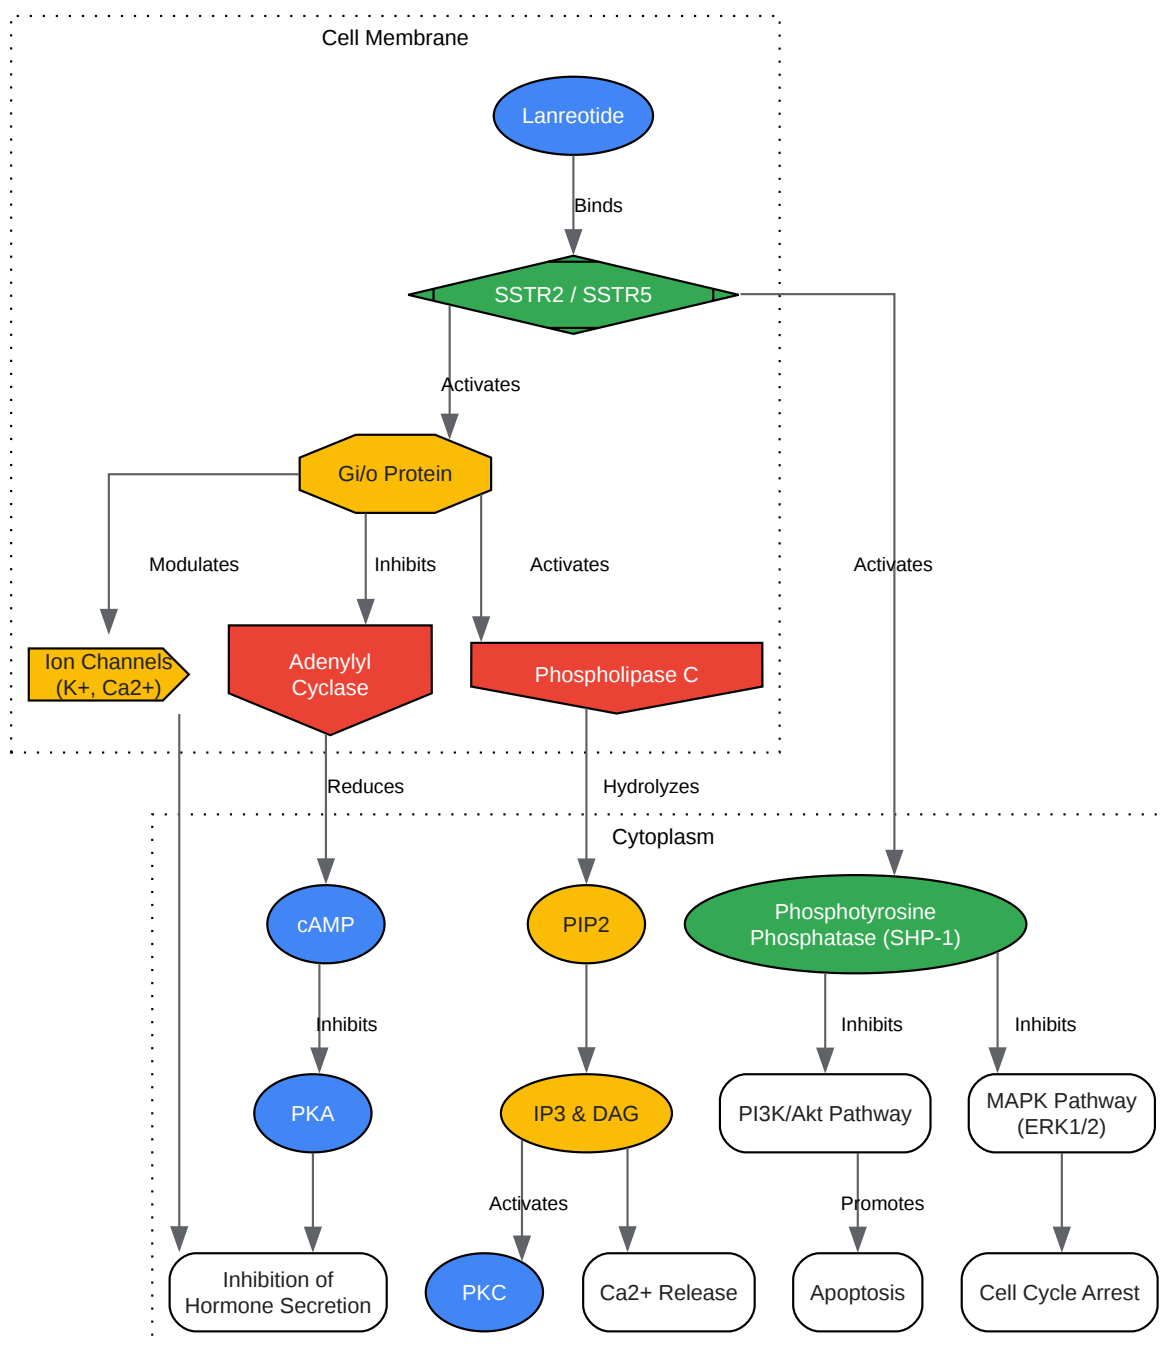 Cell Membrane
Lanreotide
Binds
SSTR2 / SSTR5
Activates
Gi/o Protein
Modulates
Inhibits
Activates
Activates
Ion Channels
(K+, Ca2+)
Adenylyl
Cyclase
Phospholipase C
Reduces
Hydrolyzes
Cytoplasm
cAMP
PIP2
Phosphotyrosine
Phosphatase (SHP-1)
Inhibits
Inhibits
Inhibits
PKA
IP3 & DAG
PI3K/Akt Pathway
MAPK Pathway
(ERK1/2)
Activates
Promotes
Inhibition of
Hormone Secretion
PKC
Ca2+ Release
Apoptosis
Cell Cycle Arrest